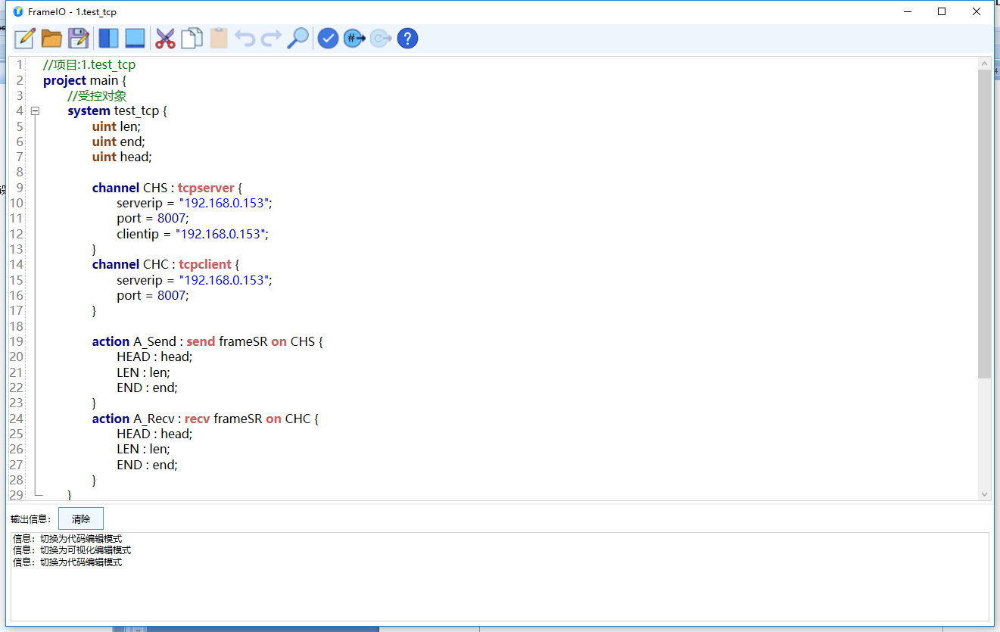 FrameIO - 1.test_tcp
# C ?
1 //项目:1.test_tcp
2 project main {
3 //受控对象
4 system test_tcp {
5 uint len;
6 uint end;
7 uint head;
8
9 channel CHS : tcpserver {
10 serverip = "192.168.0.153";
11 port = 8007;
12 clientip = "192.168.0.153";
13 }
14 channel CHC : tcpclient {
15 serverip = "192.168.0.153";
16 port = 8007;
17 }
18
19 action A_Send : send frameSR on CHS {
20 HEAD : head;
21 LEN : len;
22 END : end;
23 }
24 action A_Recv : recv frameSR on CHC {
25 HEAD : head;
26 LEN : len;
27 END : end;
28 }
29 }
输出信息: 清除
信息: 切换为代码编辑模式
信息: 切换为可视化编辑模式
信息: 切换为代码编辑模式